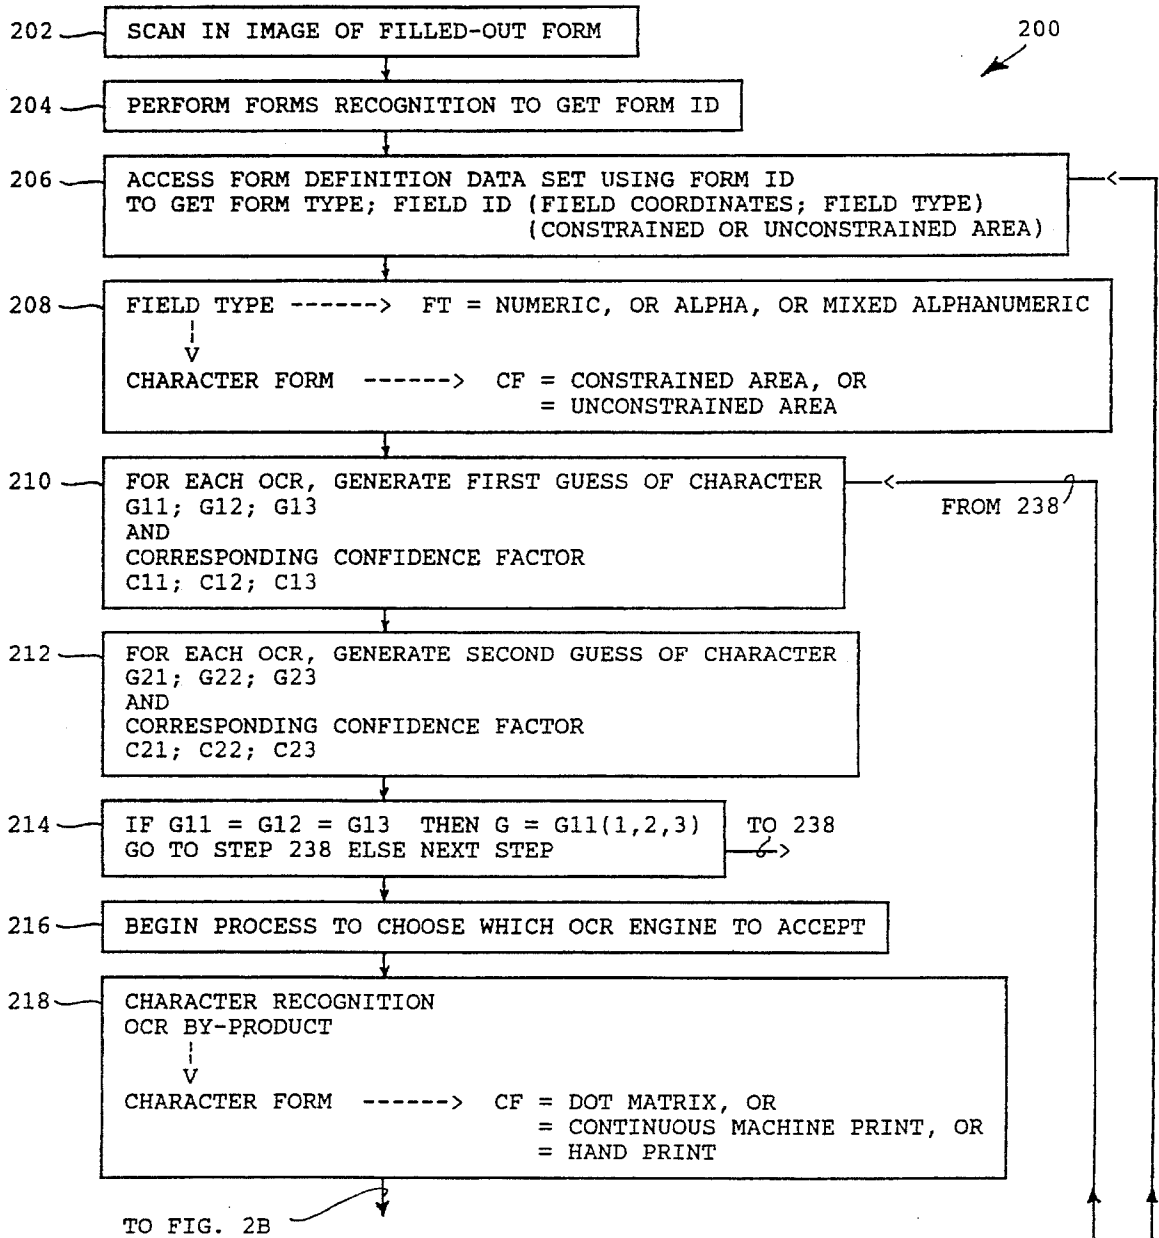 202 SCAN IN IMAGE OF FILLED-OUT FORM
200
204 PERFORM FORMS RECOGNITION TO GET FORM ID
206 ACCESS FORM DEFINITION DATA SET USING FORM ID
TO GET FORM TYPE; FIELD ID (FIELD COORDINATES; FIELD TYPE)
(CONSTRAINED OR UNCONSTRAINED AREA)
208 FIELD TYPE ------> FT = NUMERIC, OR ALPHA, OR MIXED ALPHANUMERIC
CHARACTER FORM ------> CF = CONSTRAINED AREA, OR
= UNCONSTRAINED AREA
210 FOR EACH OCR, GENERATE FIRST GUESS OF CHARACTER
G11; G12; G13
FROM 238
AND
CORRESPONDING CONFIDENCE FACTOR
C11; C12; C13
212 FOR EACH OCR, GENERATE SECOND GUESS OF CHARACTER
G21; G22; G23
AND
CORRESPONDING CONFIDENCE FACTOR
C21; C22; C23
214 IF G11 = G12 = G13 THEN G = G11(1,2,3) TO 238
GO TO STEP 238 ELSE NEXT STEP
216 BEGIN PROCESS TO CHOOSE WHICH OCR ENGINE TO ACCEPT
218 CHARACTER RECOGNITION
OCR BY-PRODUCT
CHARACTER FORM ------> CF = DOT MATRIX, OR
= CONTINUOUS MACHINE PRINT, OR
= HAND PRINT
TO FIG. 2B